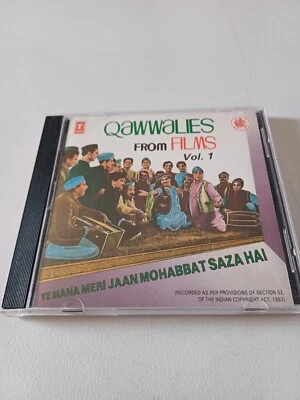 QAWWALIES
FROM FILMS
Vol. 1
YE MANA MERI JAAN MOHABBAT SAZA HAI
(RECORDED AS PER PROVISIONS OF SECTION 52,
OF THE INDIAN COPYRIGHT ACT, 1957)